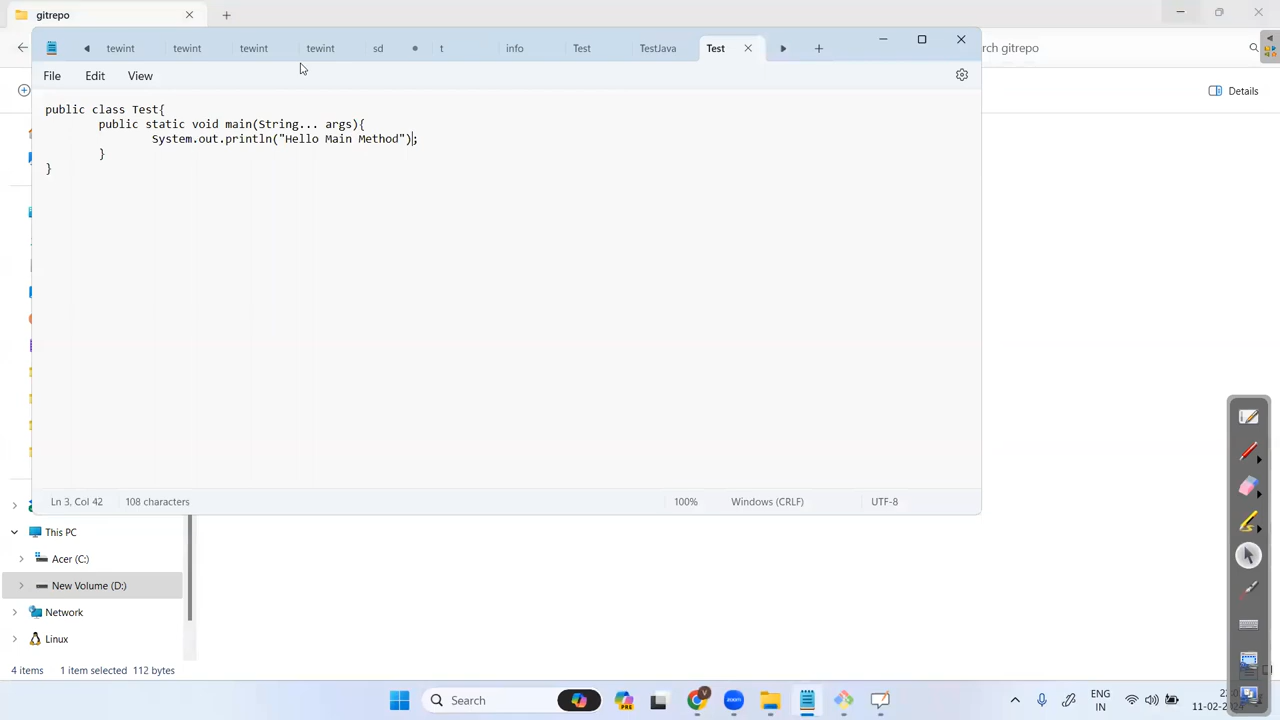 gitrepo
tewint
tewint
tewint
tewint
sd
t
info
Test
TestJava
Test
ch gitrepo
File
Edit
View
Details
public class Test{
public static void main(String... args){
System.out.println("Hello Main Method");
}
}
Ln 3, Col 42
108 characters
100%
Windows (CRLF)
UTF-8
This PC
Acer (C:)
New Volume (D:)
Network
Linux
4 items
1 item selected
112 bytes
Search
PRE
V
zoom
ENG
IN